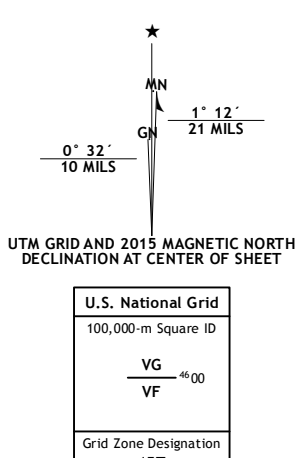 ★
MN
1° 12´
21 MILS
GN
0° 32´
10 MILS
UTM GRID AND 2015 MAGNETIC NORTH
DECLINATION AT CENTER OF SHEET
U.S. National Grid
100,000-m Square ID
VG
4600
VF
Grid Zone Designation